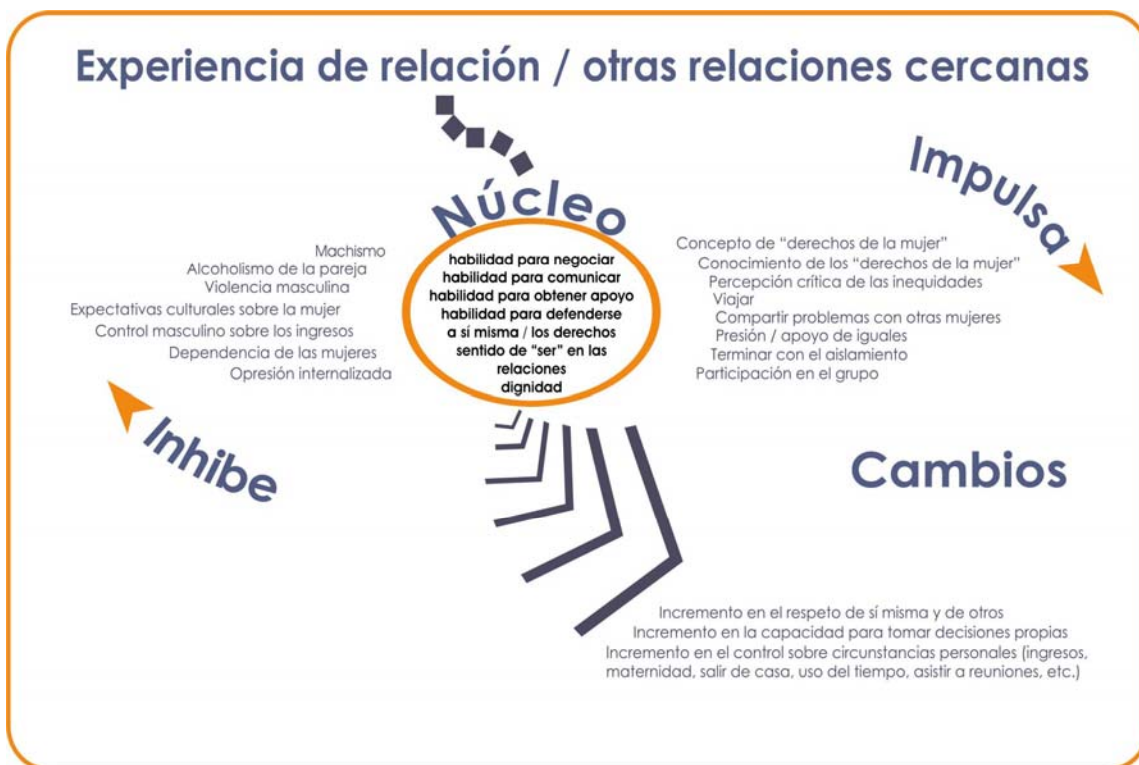 Experiencia de relación / otras relaciones cercanas
Núcleo
habilidad para negociar
habilidad para comunicar
habilidad para obtener apoyo
habilidad para defenderse
a sí misma / los derechos
sentido de “ser” en las
relaciones
dignidad
Machismo
Alcoholismo de la pareja
Violencia masculina
Expectativas culturales sobre la mujer
Control masculino sobre los ingresos
Dependencia de las mujeres
Opresión internalizada
Inhibe
Impulsa
Concepto de “derechos de la mujer”
Conocimiento de los “derechos de la mujer”
Percepción crítica de las inequidades
Viajar
Compartir problemas con otras mujeres
Presión / apoyo de iguales
Terminar con el aislamiento
Participación en el grupo
Cambios
Incremento en el respeto de sí misma y de otros
Incremento en la capacidad para tomar decisiones propias
Incremento en el control sobre circunstancias personales (ingresos,
maternidad, salir de casa, uso del tiempo, asistir a reuniones, etc.)